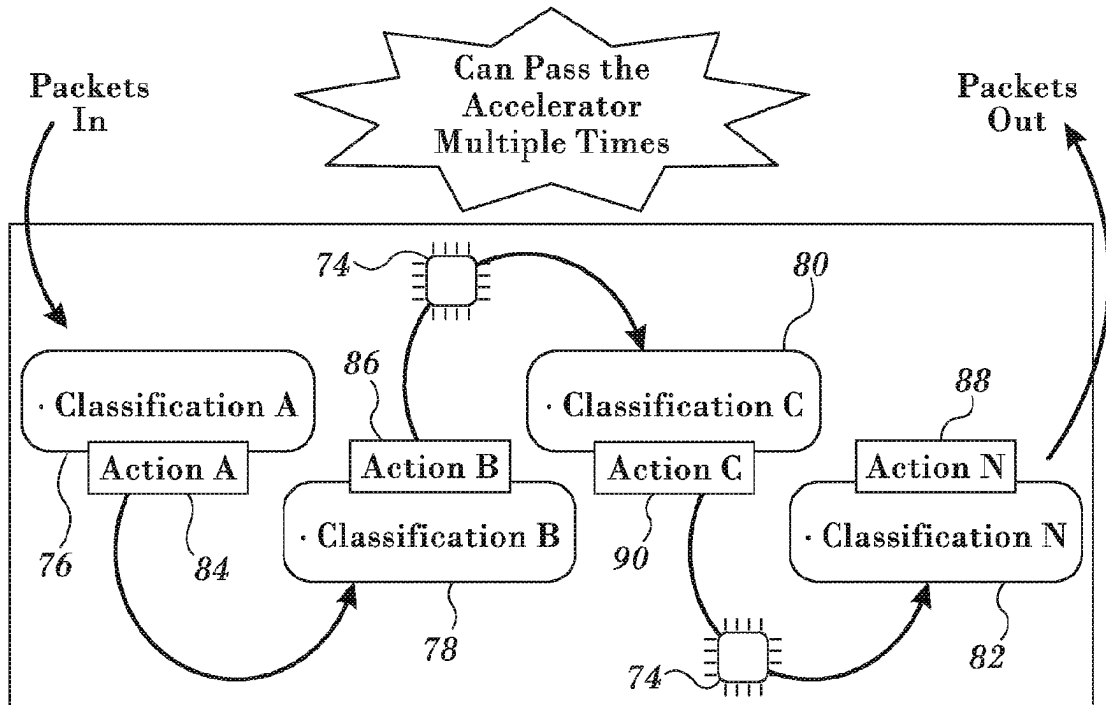 Can Pass the
Accelerator
Multiple Times
Packets
In
Packets
Out
74
80
86
88
· Classification A
· Classification C
Action A
Action B
Action C
Action N
· Classification B
· Classification N
76
84
90
78
74
82